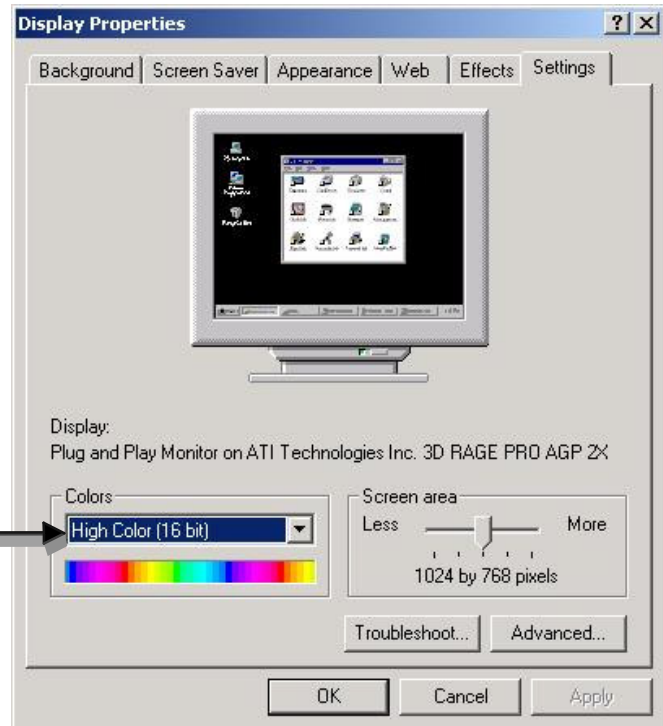 Display Properties
Background Screen Saver Appearance Web Effects Settings
Display:
Plug and Play Monitor on ATI Technologies Inc. 3D RAGE PRO AGP 2X
Colors
High Color (16 bit)
Screen area
Less More
1024 by 768 pixels
Troubleshoot... Advanced...
OK Cancel Apply